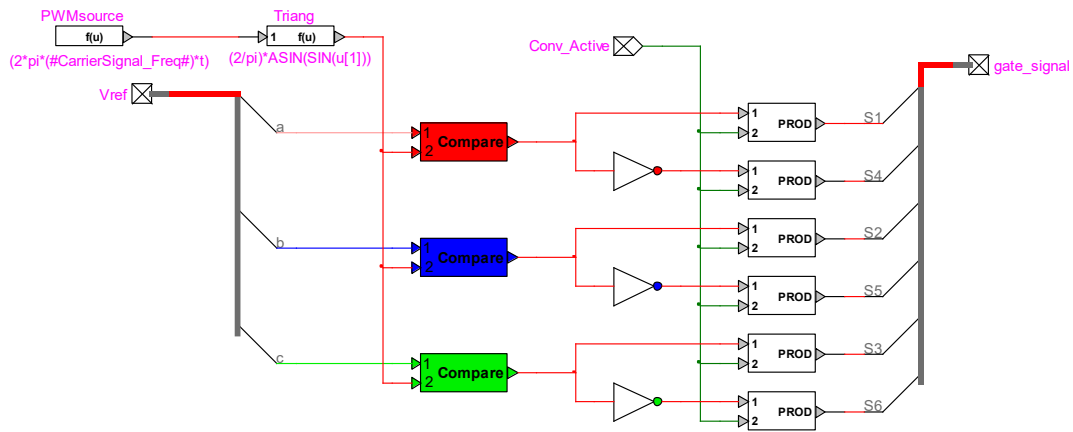 PWMsource
Triang
f(u)
1 f(u)
(2*pi*(#CarrierSignal_Freq#)*t)
(2/pi)*ASIN(SIN(u[1]))
Conv_Active
gate_signal
Vref
a
1
2
Compare
1
2
PROD
S1
1
2
PROD
S4
b
1
2
Compare
1
2
PROD
S2
1
2
PROD
S5
c
1
2
Compare
1
2
PROD
S3
1
2
PROD
S6